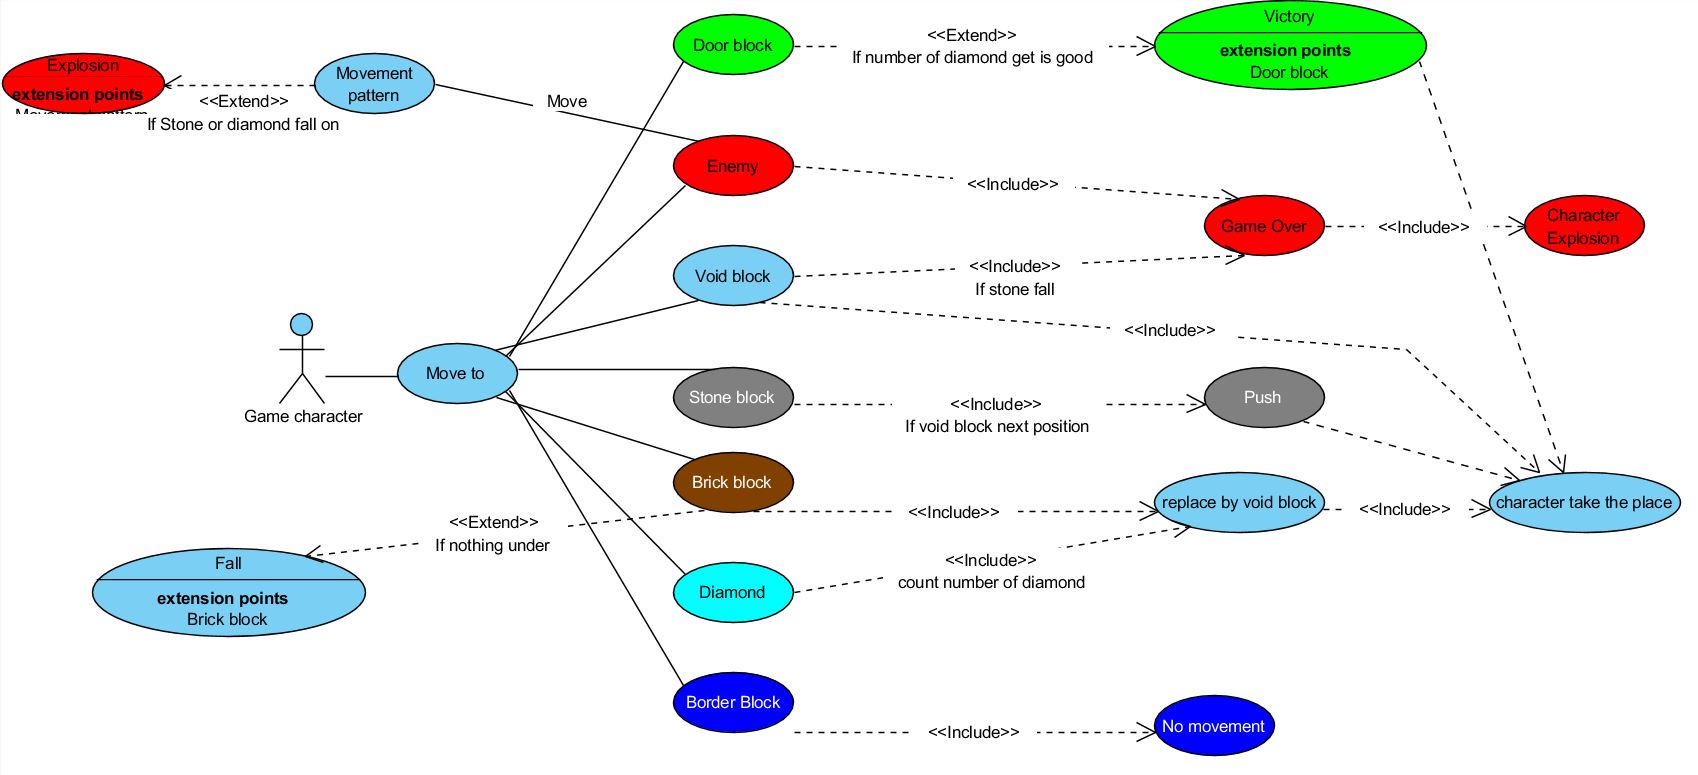 Victory
Door block
<<Extend>>
If number of diamond get is good
extension points
Door block
Explosion
extension points
Movement
pattern
<<Extend>>
If Stone or diamond fall on
Move
Enemy
<<Include>>
Game Over
<<Include>>
Character
Explosion
Void block
<<Include>>
If stone fall
<<Include>>
Game character
Move to
Stone block
<<Include>>
If void block next position
Push
Brick block
<<Include>>
replace by void block
<<Include>>
character take the place
<<Extend>>
If nothing under
Fall
extension points
Brick block
Diamond
<<Include>>
count number of diamond
Border Block
<<Include>>
No movement